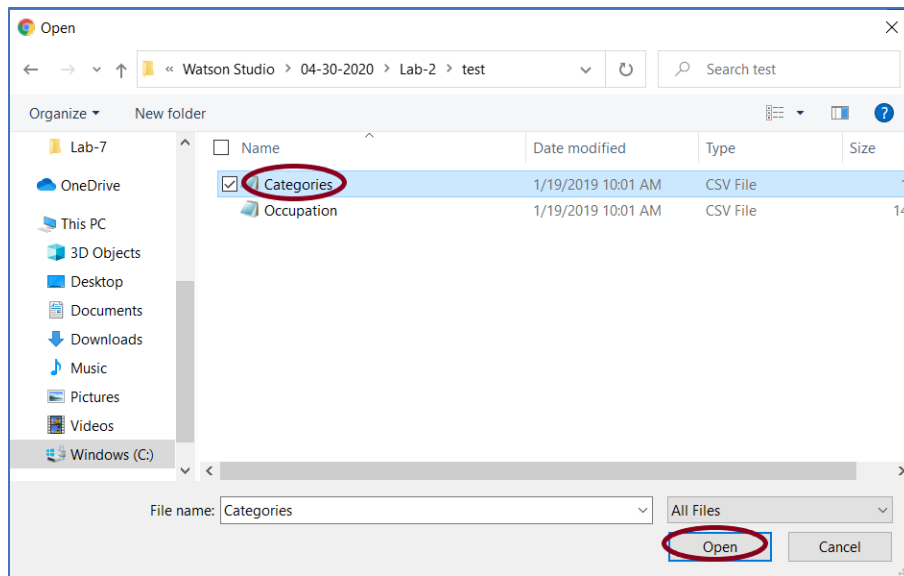 Open
« Watson Studio > 04-30-2020 > Lab-2 > test Search test
Organize New folder ?
Name Date modified Type Size
Lab-7
OneDrive
This PC
3D Objects
Desktop
Documents
Downloads
Music
Pictures
Videos
Windows (C:)
Categories 1/19/2019 10:01 AM CSV File 1
Occupation 1/19/2019 10:01 AM CSV File 14
File name: Categories All Files
Open Cancel